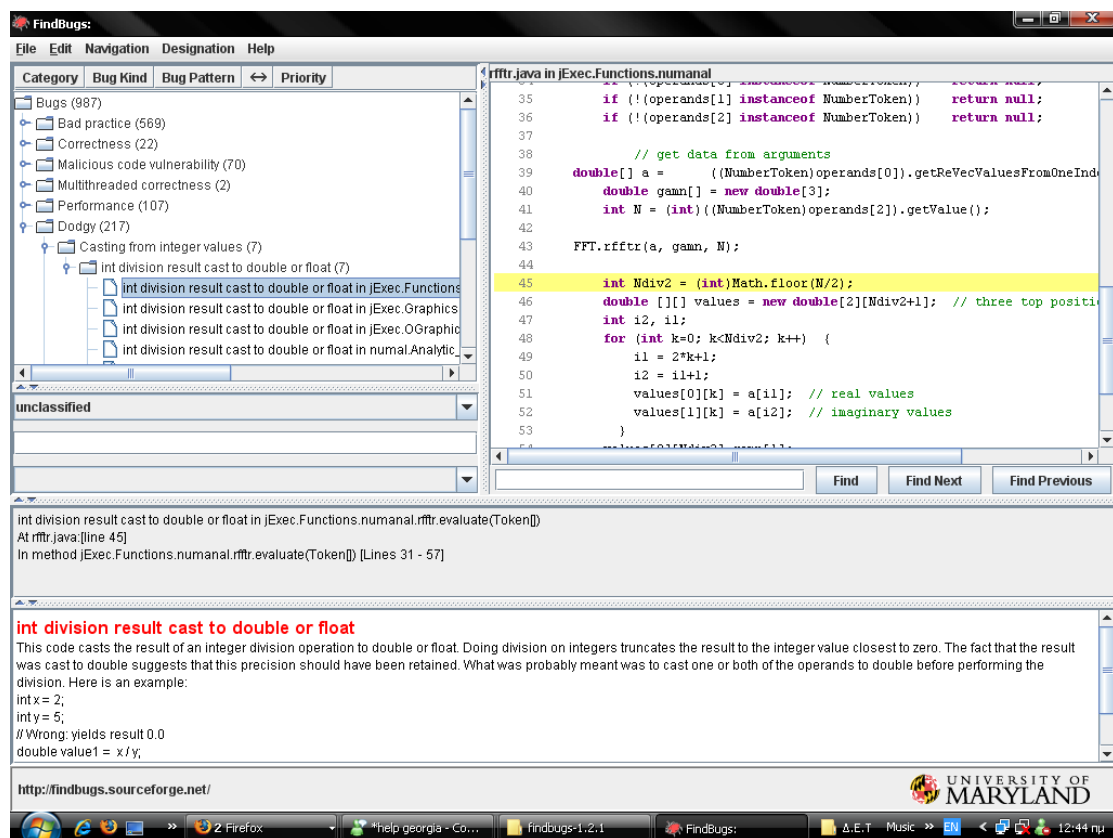 FindBugs:
File Edit Navigation Designation Help
Category Bug Kind Bug Pattern ↔ Priority
Bugs (987)
Bad practice (569)
Correctness (22)
Malicious code vulnerability (70)
Multithreaded correctness (2)
Performance (107)
Dodgy (217)
Casting from integer values (7)
int division result cast to double or float (7)
int division result cast to double or float in jExec.Functions
int division result cast to double or float in jExec.Graphics
int division result cast to double or float in jExec.OGraphic
int division result cast to double or float in numal.Analytic_
unclassified
rfftr.java in jExec.Functions.numanal
35 if (!(operands[1] instanceof NumberToken)) return null;
36 if (!(operands[2] instanceof NumberToken)) return null;
37
38 // get data from arguments
39 double[] a = ((NumberToken)operands[0]).getReVecValuesFromOneInd
40 double gamn[] = new double[3];
41 int N = (int)((NumberToken)operands[2]).getValue();
42
43 FFT.rfftr(a, gamn, N);
44
45 int Ndiv2 = (int)Math.floor(N/2);
46 double [][] values = new double[2][Ndiv2+1]; // three top positi
47 int i2, i1;
48 for (int k=0; k<Ndiv2; k++) {
49 i1 = 2*k+1;
50 i2 = i1+1;
51 values[0][k] = a[i1]; // real values
52 values[1][k] = a[i2]; // imaginary values
53 }
Find Find Next Find Previous
int division result cast to double or float in jExec.Functions.numanal.rfftr.evaluate(Token[])
At rfftr.java:[line 45]
In method jExec.Functions.numanal.rfftr.evaluate(Token[]) [Lines 31 - 57]
int division result cast to double or float
This code casts the result of an integer division operation to double or float. Doing division on integers truncates the result to the integer value closest to zero. The fact that the result
was cast to double suggests that this precision should have been retained. What was probably meant was to cast one or both of the operands to double before performing the
division. Here is an example:
int x = 2;
int y = 5;
// Wrong: yields result 0.0
double value1 = x / y;
http://findbugs.sourceforge.net/
UNIVERSITY OF
MARYLAND
2 Firefox *help georgia - Co... findbugs-1.2.1 FindBugs: Δ.Ε.Τ Music » EN 12:44 πμ